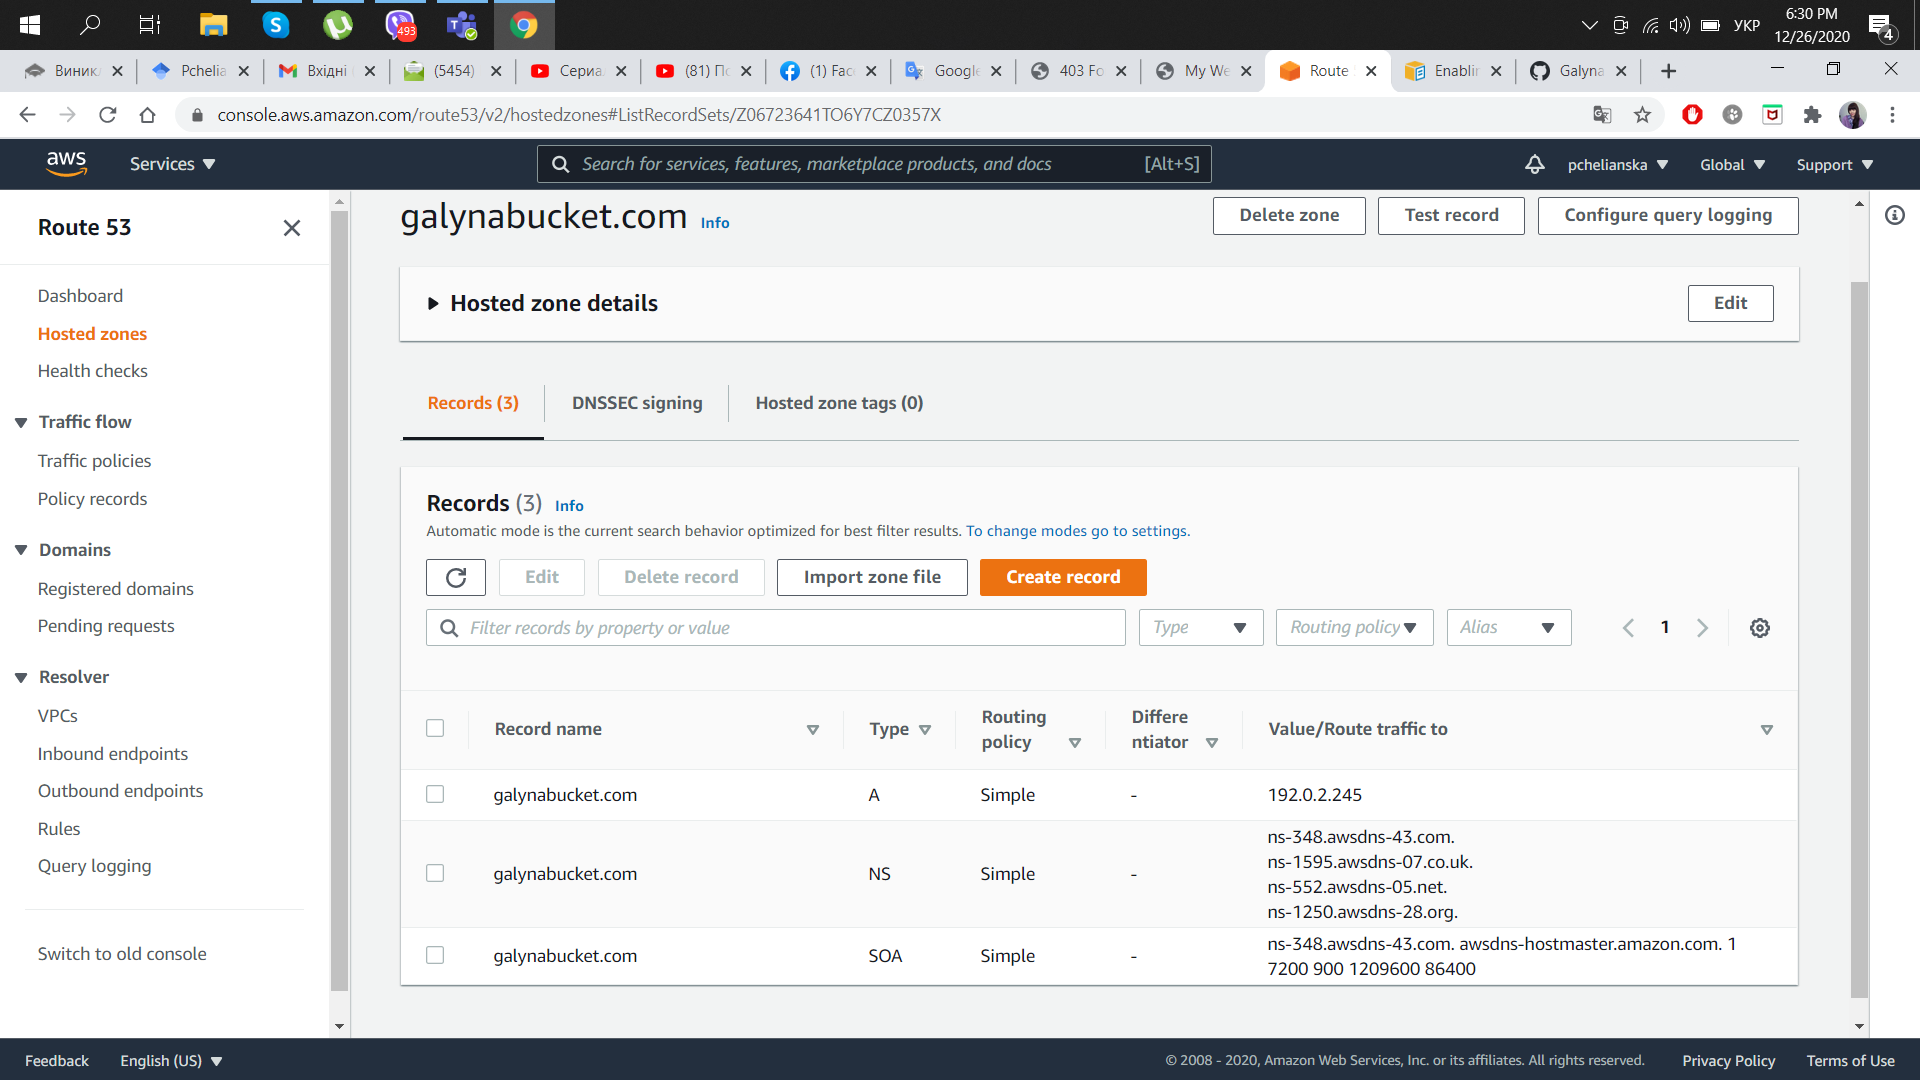 6:30 PM
УКР
12/26/2020
493
4
Виникл
Pchelia
Вхідні
(5454)
Сериал
(81) По
(1) Face
Google
403 Fo
My We
Route
Enablin
Galyna
console.aws.amazon.com/route53/v2/hostedzones#ListRecordSets/Z06723641TO6Y7CZ0357X
aws
Services
Search for services, features, marketplace products, and docs
[Alt+S]
pchelianska
Global
Support
Route 53
Dashboard
Hosted zones
Health checks
Traffic flow
Traffic policies
Policy records
Domains
Registered domains
Pending requests
Resolver
VPCs
Inbound endpoints
Outbound endpoints
Rules
Query logging
Switch to old console
galynabucket.com Info
Delete zone
Test record
Configure query logging
Hosted zone details
Edit
Records (3)
DNSSEC signing
Hosted zone tags (0)
Records (3) Info
Automatic mode is the current search behavior optimized for best filter results. To change modes go to settings.
Edit
Delete record
Import zone file
Create record
Filter records by property or value
Type
Routing policy
Alias
1
Record name
Type
Routing
policy
Differe
ntiator
Value/Route traffic to
galynabucket.com A Simple - 192.0.2.245
galynabucket.com NS Simple -
ns-348.awsdns-43.com.
ns-1595.awsdns-07.co.uk.
ns-552.awsdns-05.net.
ns-1250.awsdns-28.org.
galynabucket.com SOA Simple -
ns-348.awsdns-43.com. awsdns-hostmaster.amazon.com. 1
7200 900 1209600 86400
Feedback
English (US)
© 2008 - 2020, Amazon Web Services, Inc. or its affiliates. All rights reserved.
Privacy Policy
Terms of Use